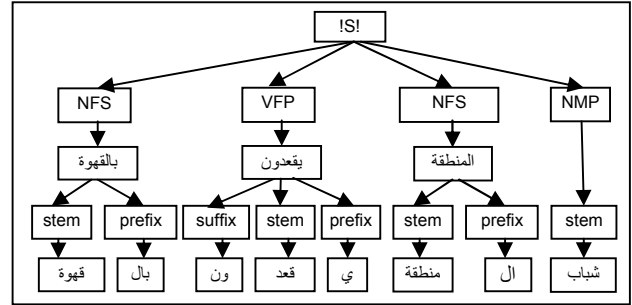 !S!
NFS VFP NFS NMP
بالقهوة يقعدون المنطقة
stem prefix suffix stem prefix stem prefix stem
قهوة بال ون قعد ي منطقة ال شباب